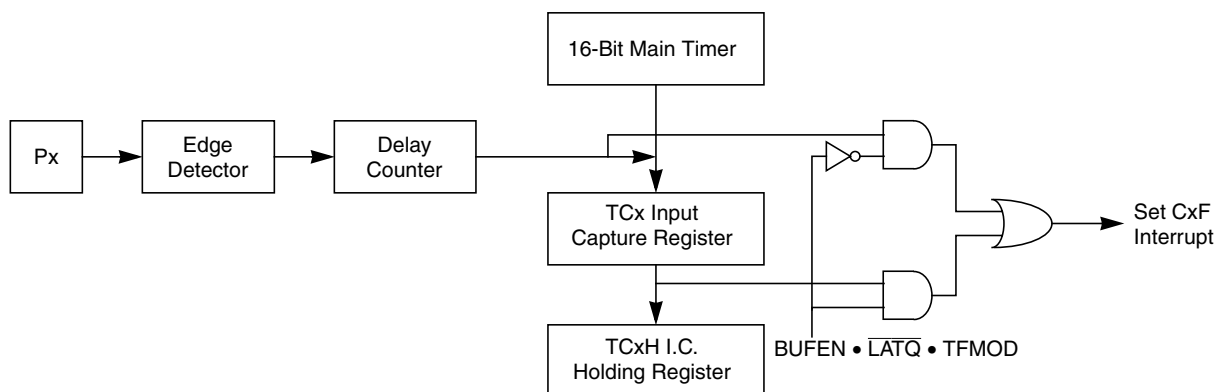 16-Bit Main Timer
Px
Edge
Detector
Delay
Counter
TCx Input
Capture Register
Set CxF
Interrupt
TCxH I.C.
Holding Register
BUFEN • L̅A̅T̅Q̅ • TFMOD